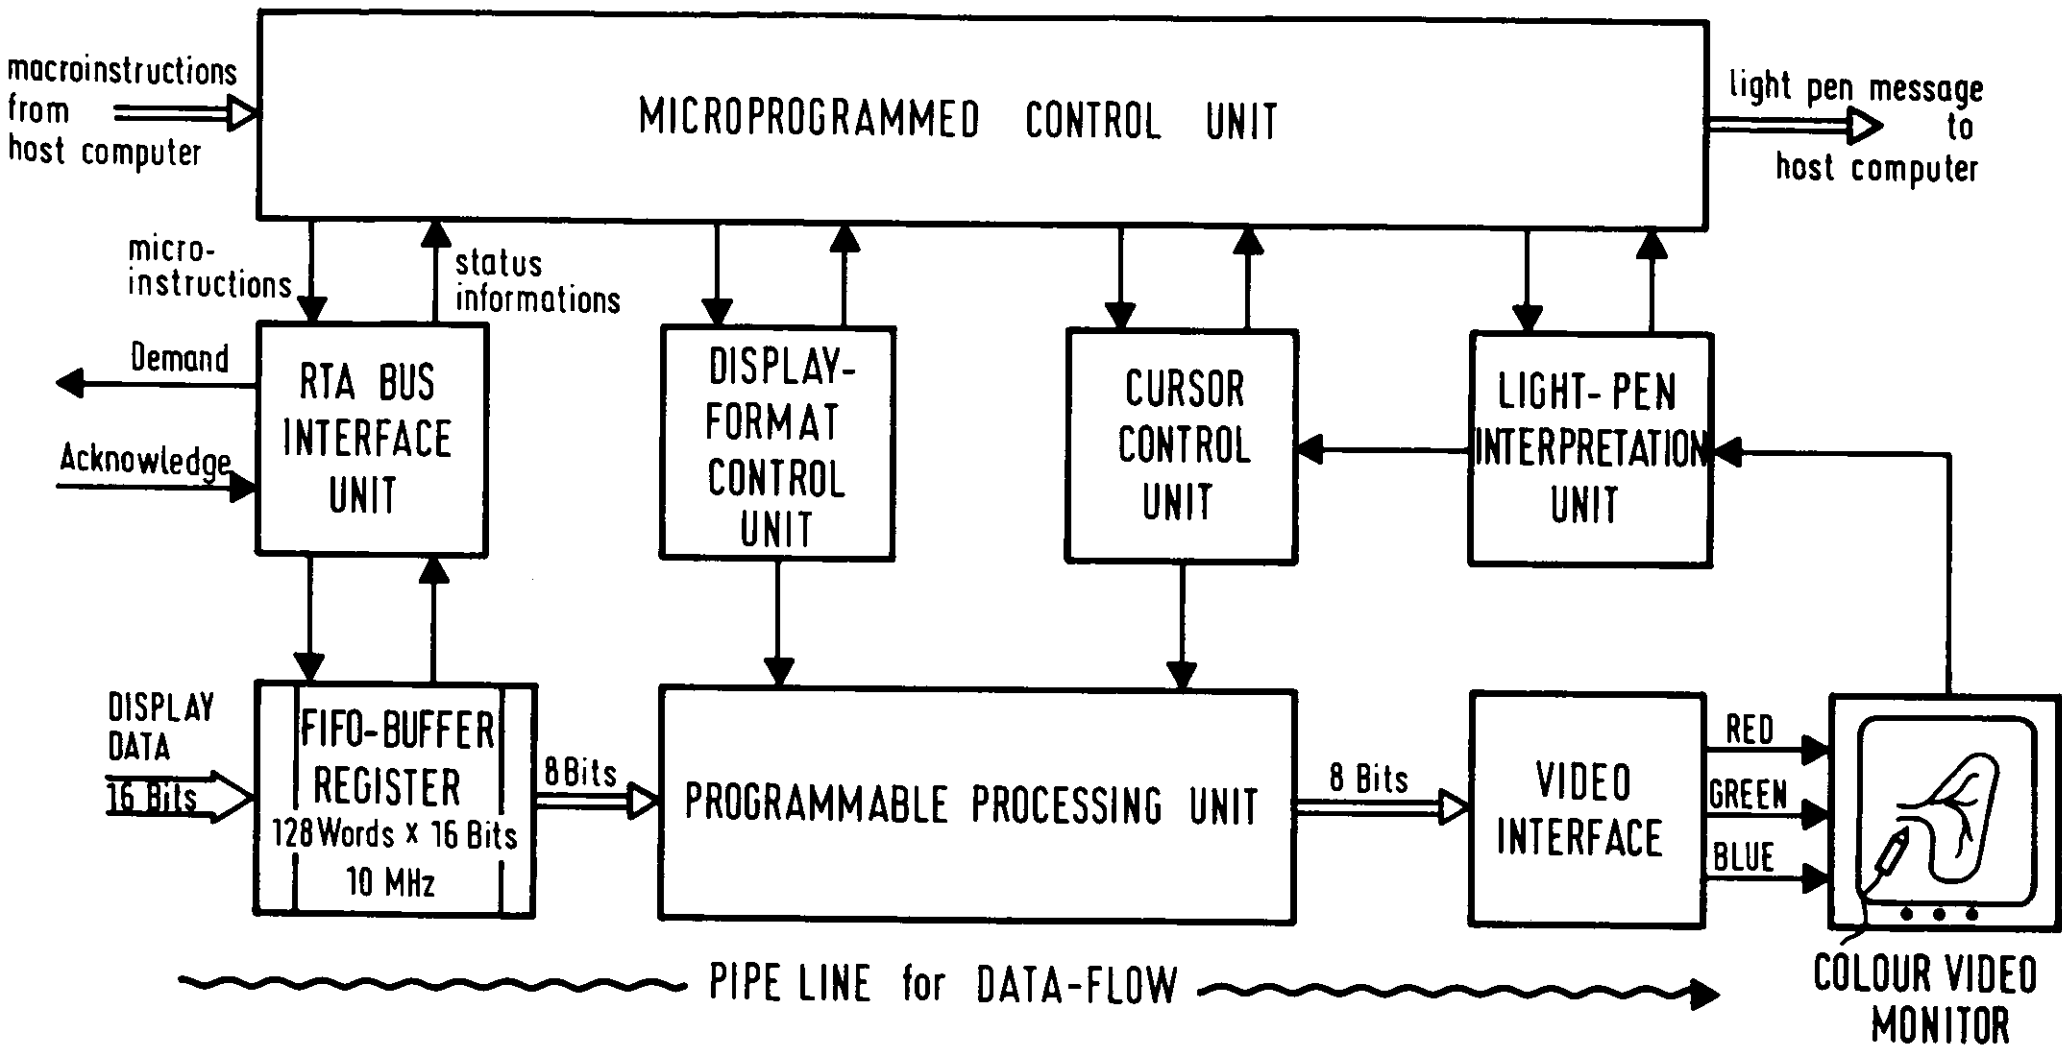 macroinstructions
from
host computer
MICROPROGRAMMED CONTROL UNIT
light pen message
to
host computer
micro-
instructions
status
informations
Demand
Acknowledge
RTA BUS
INTERFACE
UNIT
DISPLAY-
FORMAT
CONTROL
UNIT
CURSOR
CONTROL
UNIT
LIGHT-PEN
INTERPRETATION
UNIT
DISPLAY
DATA
16 Bits
FIFO-BUFFER
REGISTER
128 Words x 16 Bits
10 MHz
8 Bits
PROGRAMMABLE PROCESSING UNIT
8 Bits
VIDEO
INTERFACE
RED
GREEN
BLUE
COLOUR VIDEO
MONITOR
PIPE LINE for DATA-FLOW